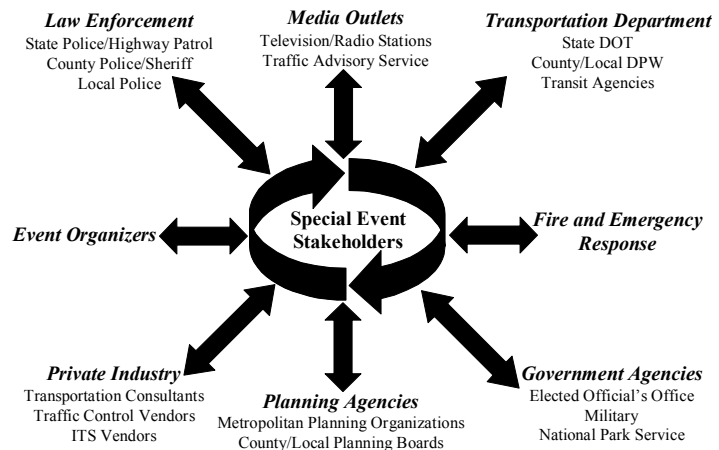 Law Enforcement
State Police/Highway Patrol
County Police/Sheriff
Local Police
Media Outlets
Television/Radio Stations
Traffic Advisory Service
Transportation Department
State DOT
County/Local DPW
Transit Agencies
Event Organizers
Special Event
Stakeholders
Fire and Emergency
Response
Private Industry
Transportation Consultants
Traffic Control Vendors
ITS Vendors
Planning Agencies
Metropolitan Planning Organizations
County/Local Planning Boards
Government Agencies
Elected Official’s Office
Military
National Park Service